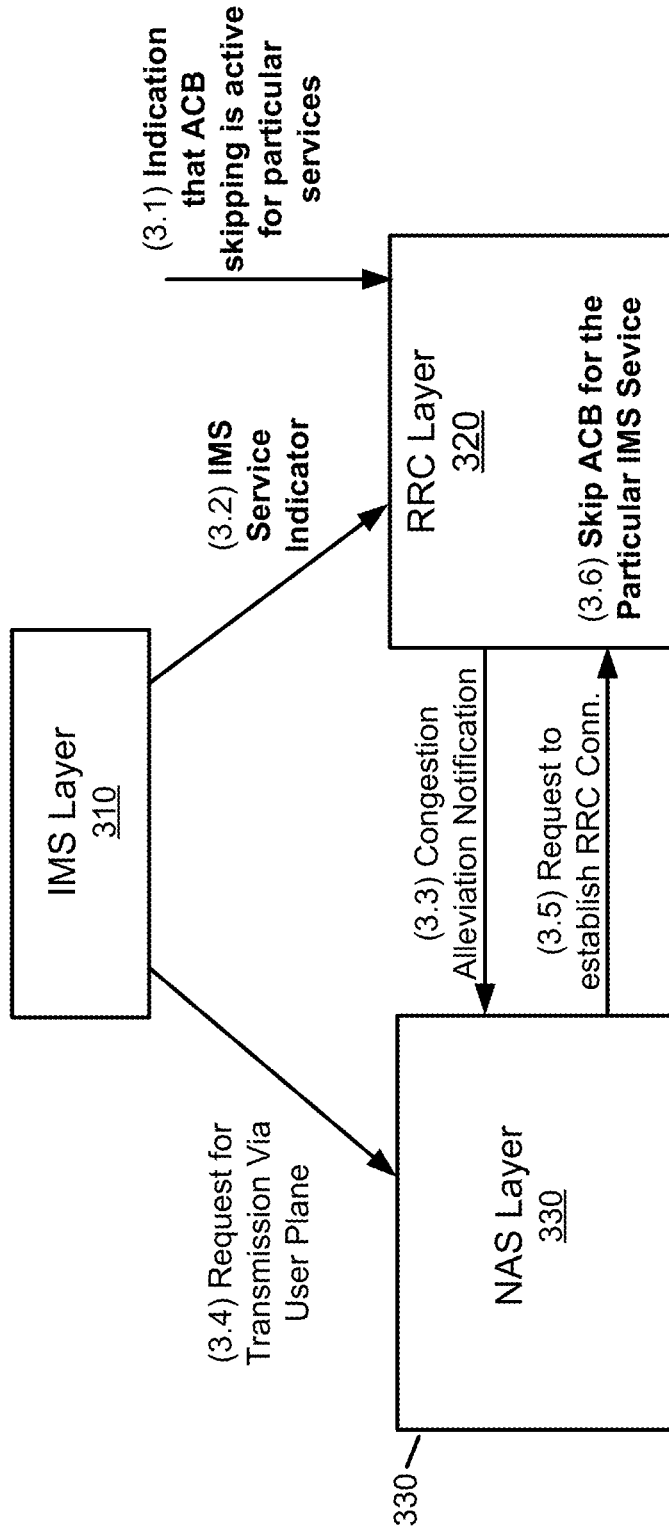 IMS Layer
310
(3.1) Indication
that ACB
skipping is active
for particular
services
(3.2) IMS
Service
Indicator
(3.4) Request for
Transmission Via
User Plane
RRC Layer
320
(3.6) Skip ACB for the
Particular IMS Sevice
(3.3) Congestion
Alleviation Notification
(3.5) Request to
establish RRC Conn.
NAS Layer
330
330